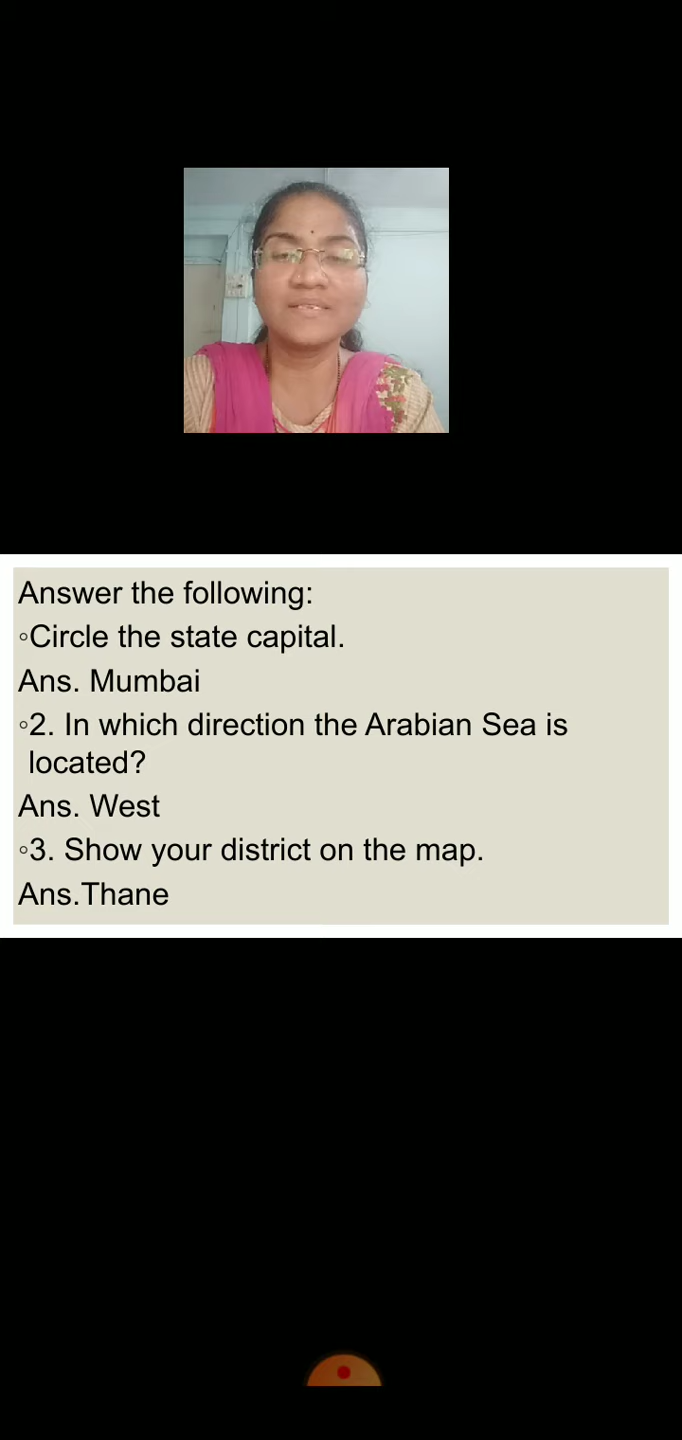 Answer the following:
◦Circle the state capital.
Ans. Mumbai
◦2. In which direction the Arabian Sea is
located?
Ans. West
◦3. Show your district on the map.
Ans.Thane